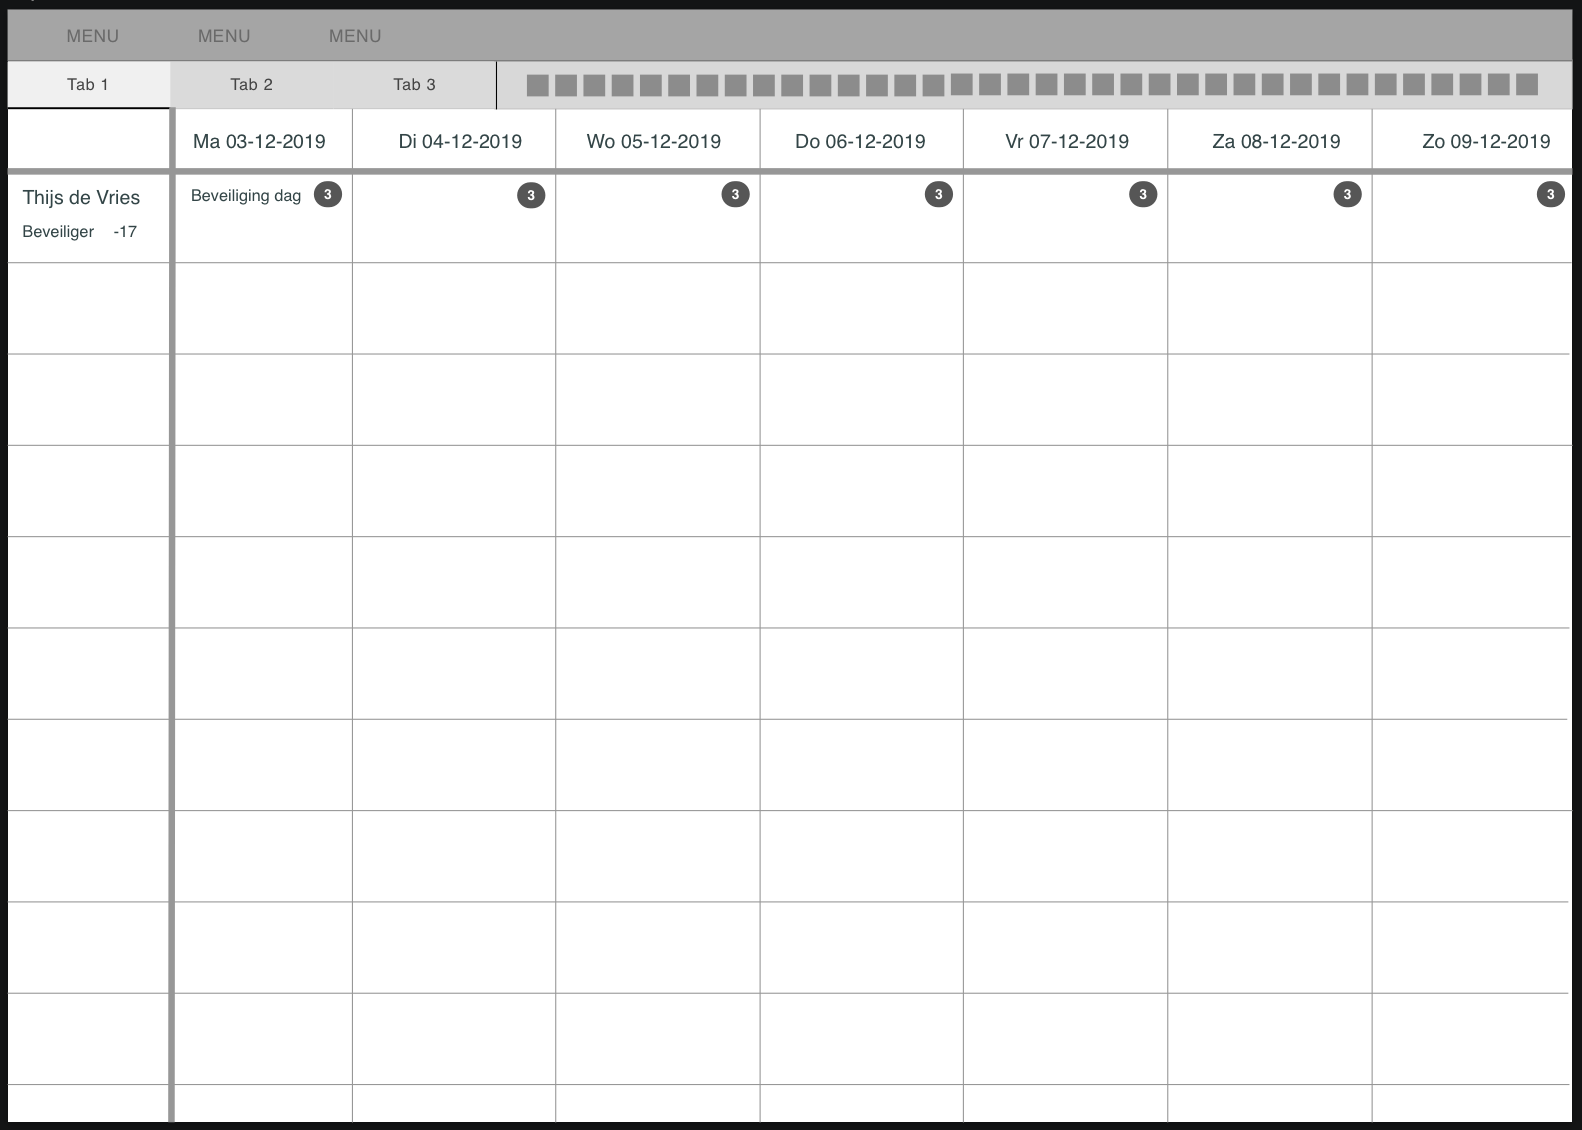 MENU MENU MENU
Tab 1 Tab 2 Tab 3
Ma 03-12-2019 Di 04-12-2019 Wo 05-12-2019 Do 06-12-2019 Vr 07-12-2019 Za 08-12-2019 Zo 09-12-2019
Thijs de Vries Beveiliging dag 3 3 3 3 3 3 3
Beveiliger -17